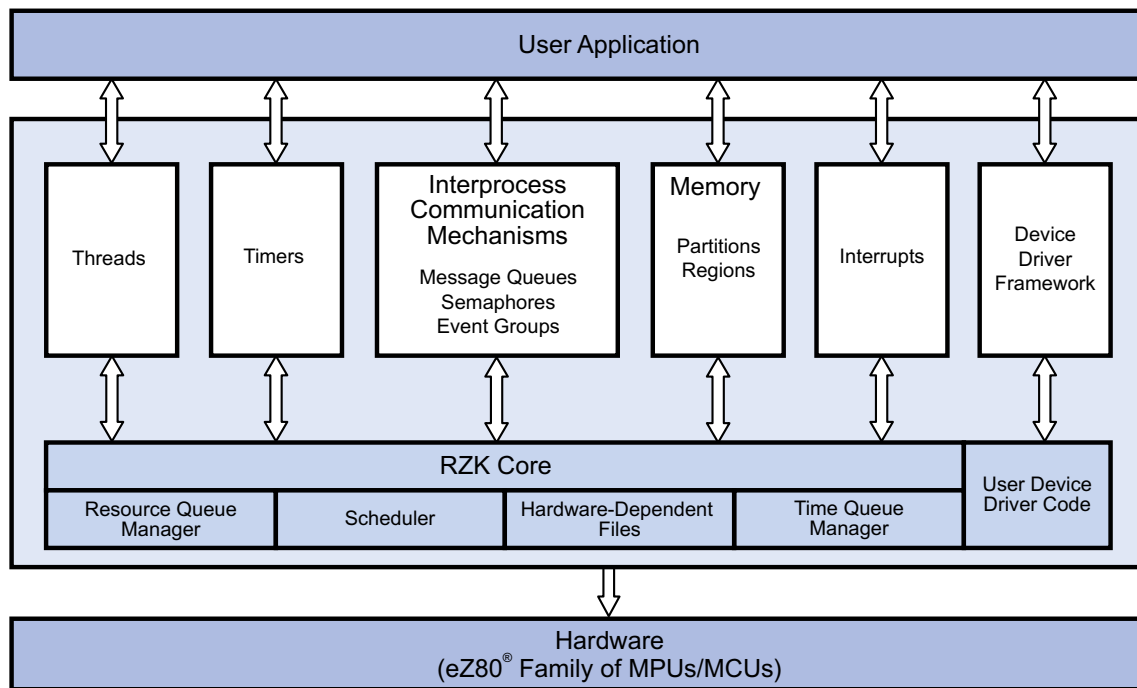 User Application
Threads
Timers
Interprocess
Communication
Mechanisms
Message Queues
Semaphores
Event Groups
Memory
Partitions
Regions
Interrupts
Device
Driver
Framework
RZK Core
Resource Queue
Manager
Scheduler
Hardware-Dependent
Files
Time Queue
Manager
User Device
Driver Code
Hardware
(eZ80® Family of MPUs/MCUs)